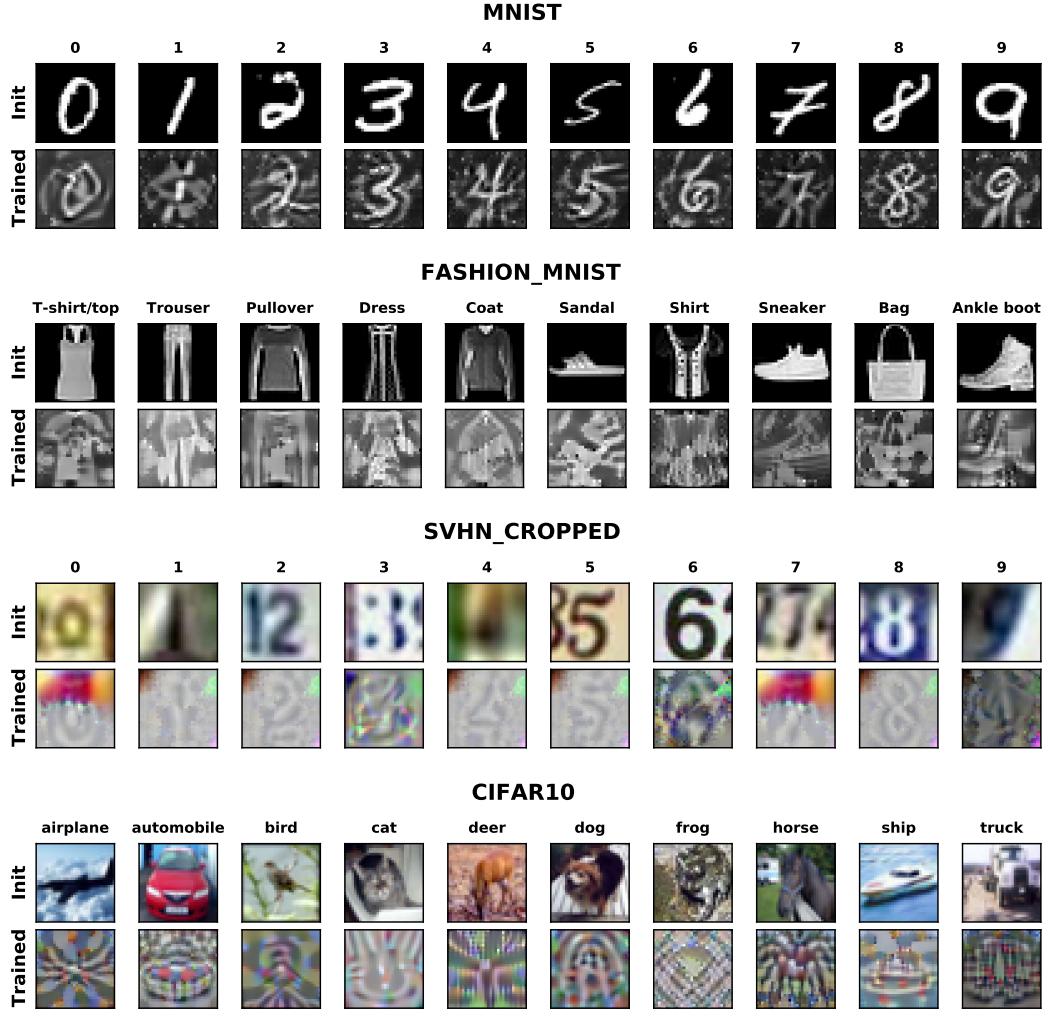 MNIST
0 1 2 3 4 5 6 7 8 9
Init
Trained
FASHION_MNIST
T-shirt/top Trouser Pullover Dress Coat Sandal Shirt Sneaker Bag Ankle boot
Init
Trained
SVHN_CROPPED
0 1 2 3 4 5 6 7 8 9
Init
Trained
CIFAR10
airplane automobile bird cat deer dog frog horse ship truck
Init
Trained